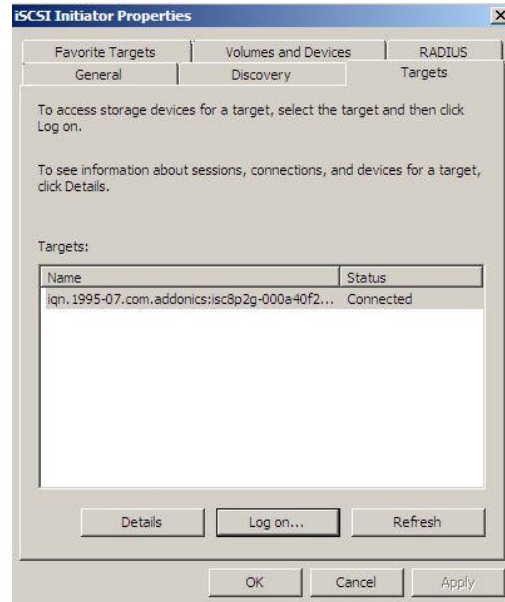 iSCSI Initiator Properties
Favorite Targets Volumes and Devices RADIUS
General Discovery Targets
To access storage devices for a target, select the target and then click
Log on.
To see information about sessions, connections, and devices for a target,
click Details.
Targets:
Name Status
iqn.1995-07.com.addonics:isc8p2g-000a40f2... Connected
Details Log on... Refresh
OK Cancel Apply